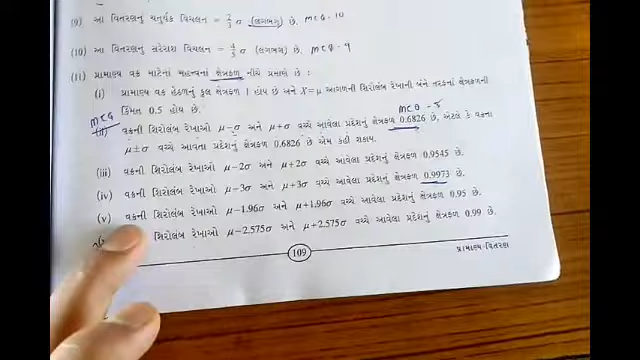 (9) આ વિતરણનું ચતુર્થક વિચલન = 2/3 σ (લગભગ) છે. MCQ - 10
(10) આ વિતરણનું સરેરાશ વિચલન = 4/5 σ (લગભગ) છે. MCQ - 9
(11) પ્રામાણ્ય વક્ર માટેનાં મહત્ત્વનાં ક્ષેત્રફળ નીચે પ્રમાણે છે :
(i) પ્રામાણ્ય વક્ર હેઠળનું કુલ ક્ષેત્રફળ 1 હોય છે અને X = μ આગળની શિરોલંબ રેખાની બંને તરફનાં ક્ષેત્રફળની
કિંમત 0.5 હોય છે.
MCQ MCQ - 8
(ii) વક્રની શિરોલંબ રેખાઓ μ-σ અને μ+σ વચ્ચે આવેલા પ્રદેશનું ક્ષેત્રફળ 0.6826 છે, એટલે કે વક્રના
μ±σ વચ્ચે આવતા પ્રદેશનું ક્ષેત્રફળ 0.6826 છે એમ કહી શકાય.
(iii) વક્રની શિરોલંબ રેખાઓ μ-2σ અને μ+2σ વચ્ચે આવેલા પ્રદેશનું ક્ષેત્રફળ 0.9545 છે.
(iv) વક્રની શિરોલંબ રેખાઓ μ-3σ અને μ+3σ વચ્ચે આવેલા પ્રદેશનું ક્ષેત્રફળ 0.9973 છે.
(v) વક્રની શિરોલંબ રેખાઓ μ-1.96σ અને μ+1.96σ વચ્ચે આવેલા પ્રદેશનું ક્ષેત્રફળ 0.95 છે.
શિરોલંબ રેખાઓ μ-2.575σ અને μ+2.575σ વચ્ચે આવેલા પ્રદેશનું ક્ષેત્રફળ 0.99 છે.
109
પ્રામાણ્ય-વિતરણ